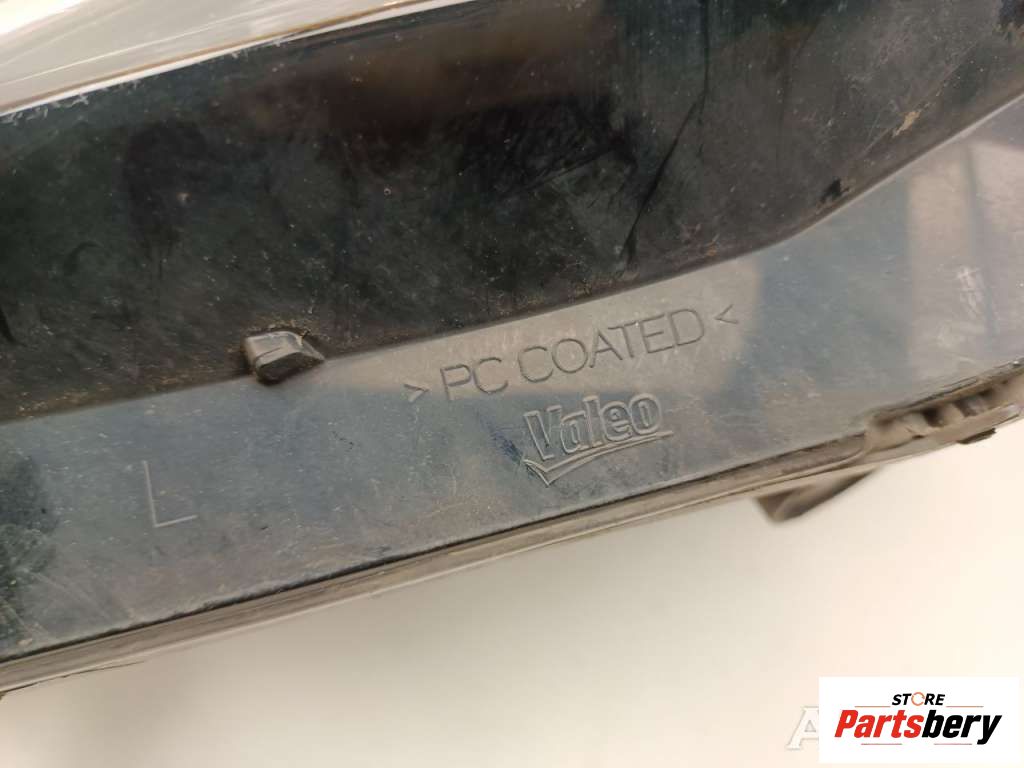 >PC COATED<
Valeo
L
STORE
Partsbery